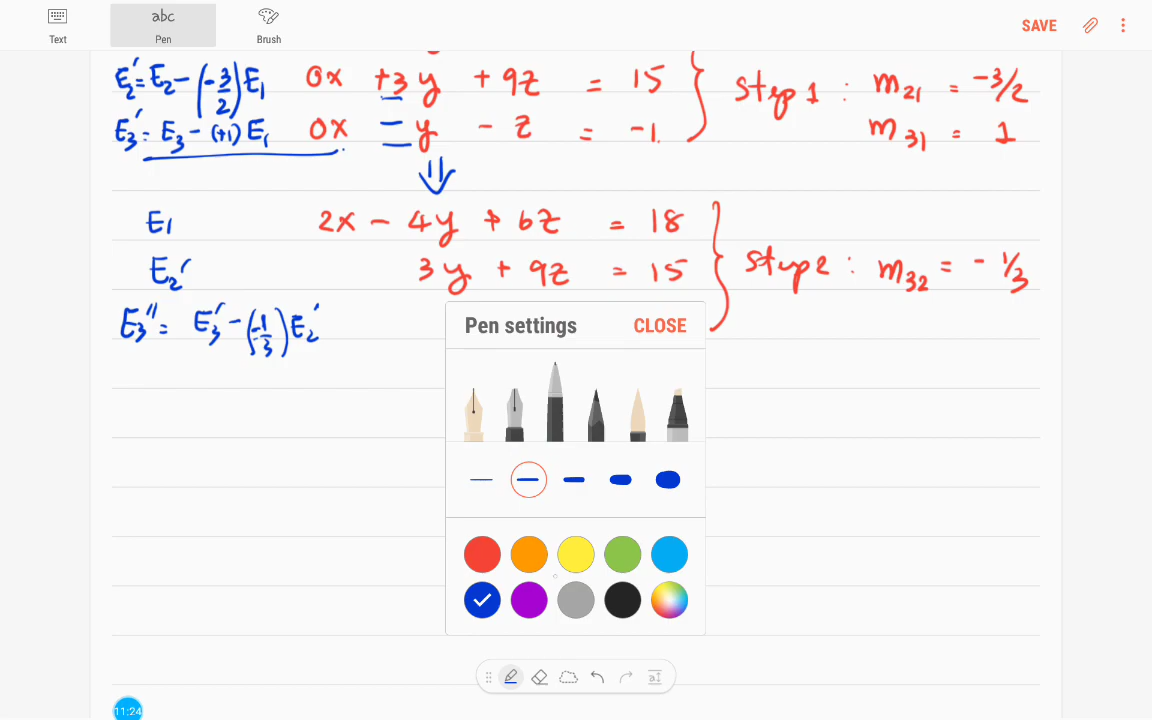 Text
abc
Pen
Brush
SAVE
E₂′ = E₂ − (−3/2) E₁ 0x + 3y + 9z = 15 } Step 1 : m₂₁ = −3/2
E₃′ = E₃ − (+1) E₁ 0x − y − z = −1. m₃₁ = 1
⇓
E₁ 2x − 4y + 6z = 18 }
E₂′ 3y + 9z = 15 Step 2 : m₃₂ = −1/3
E₃″ = E₃′ − (−1/3) E₂′
Pen settings CLOSE
11:24